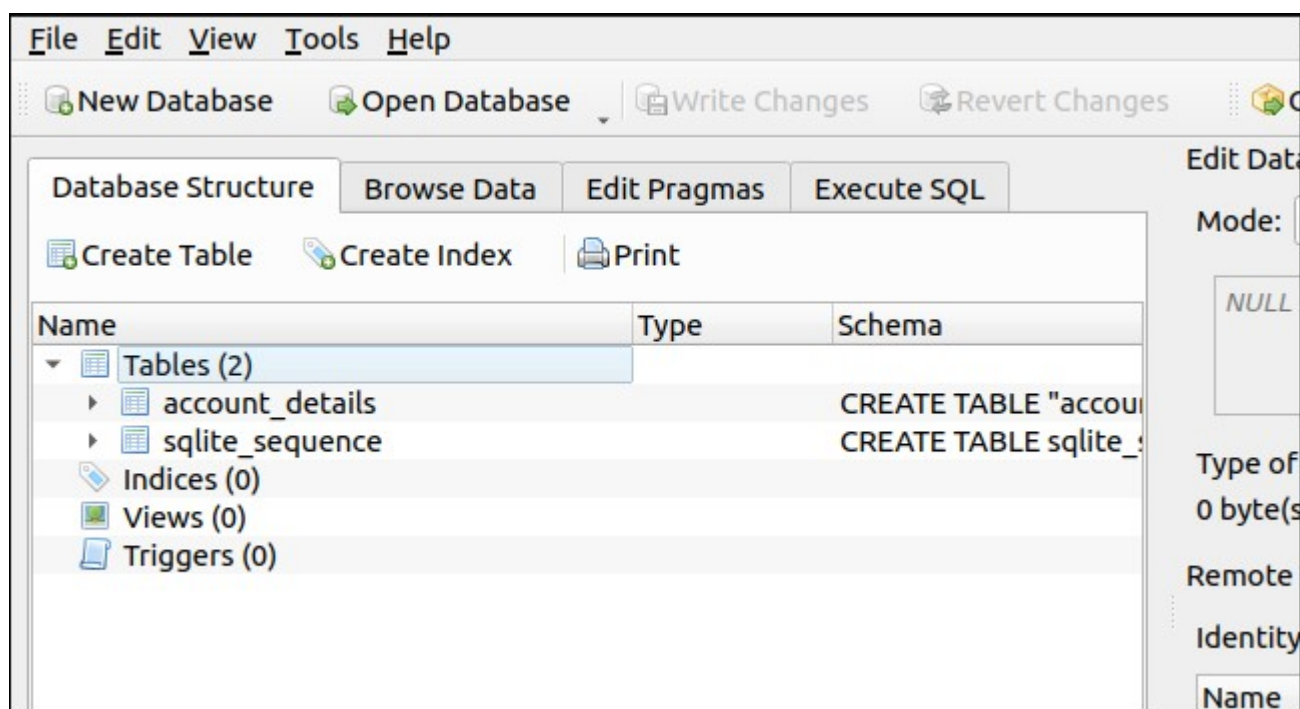 File Edit View Tools Help
New Database Open Database Write Changes Revert Changes
Database Structure Browse Data Edit Pragmas Execute SQL
Create Table Create Index Print
Name Type Schema
Tables (2)
account_details CREATE TABLE "accou
sqlite_sequence CREATE TABLE sqlite_
Indices (0)
Views (0)
Triggers (0)
Edit Data
Mode:
NULL
Type of
0 byte(s
Remote
Identity
Name